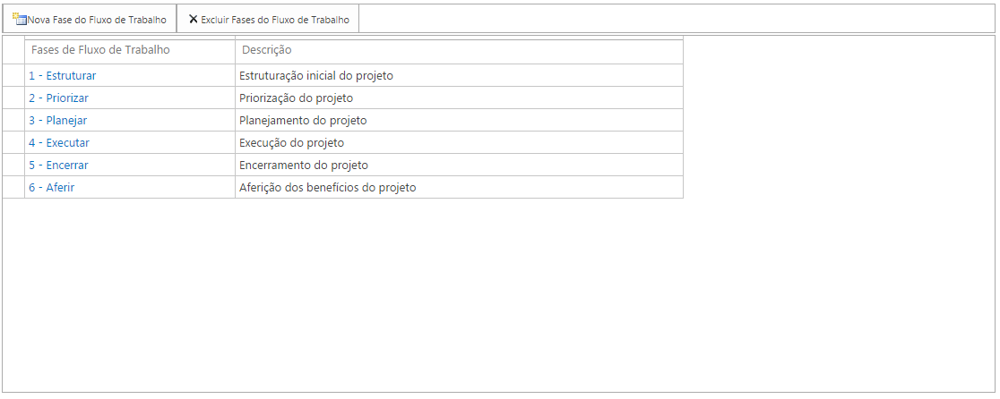 Nova Fase do Fluxo de Trabalho Excluir Fases do Fluxo de Trabalho
Fases de Fluxo de Trabalho Descrição
1 - Estruturar Estruturação inicial do projeto
2 - Priorizar Priorização do projeto
3 - Planejar Planejamento do projeto
4 - Executar Execução do projeto
5 - Encerrar Encerramento do projeto
6 - Aferir Aferição dos benefícios do projeto